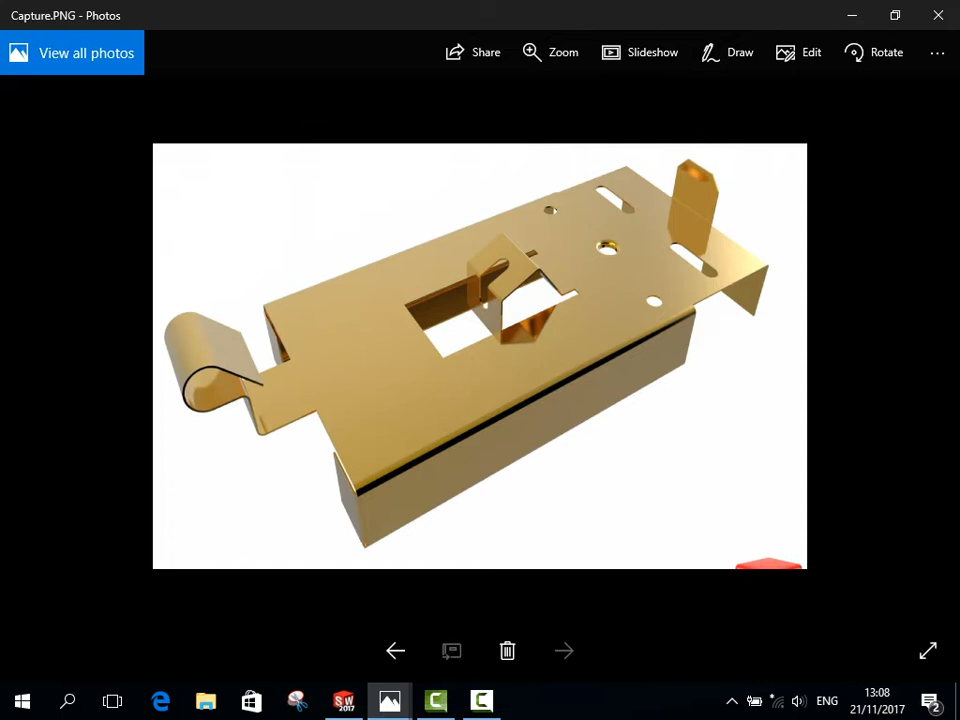 Capture.PNG - Photos
View all photos
Share
Zoom
Slideshow
Draw
Edit
Rotate
SW
2017
ENG
13:08
21/11/2017
2